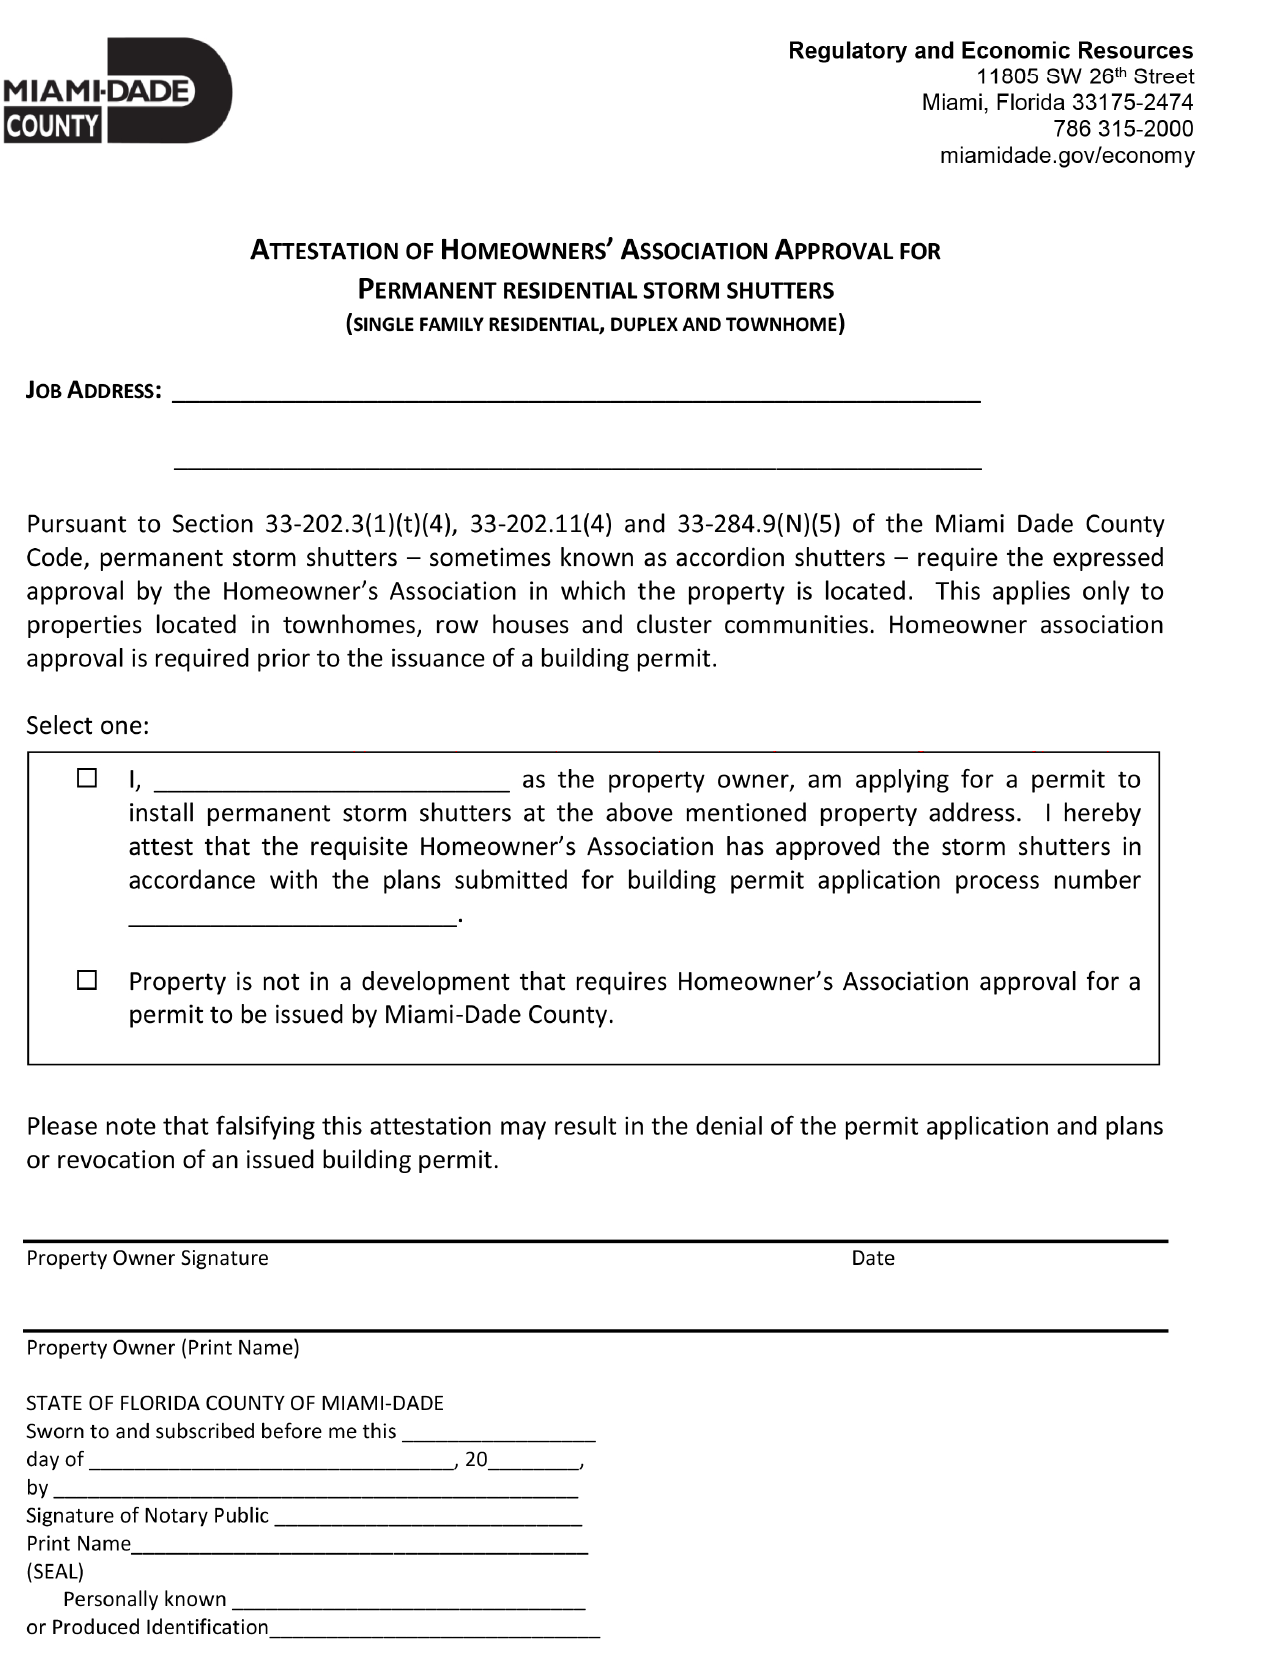 MIAMI-DADE
COUNTY
Regulatory and Economic Resources
11805 SW 26th Street
Miami, Florida 33175-2474
786 315-2000
miamidade.gov/economy
ATTESTATION OF HOMEOWNERS' ASSOCIATION APPROVAL FOR
PERMANENT RESIDENTIAL STORM SHUTTERS
(SINGLE FAMILY RESIDENTIAL, DUPLEX AND TOWNHOME)
JOB ADDRESS: ____________________
____________________
Pursuant to Section 33-202.3(1)(t)(4), 33-202.11(4) and 33-284.9(N)(5) of the Miami Dade County
Code, permanent storm shutters – sometimes known as accordion shutters – require the expressed
approval by the Homeowner's Association in which the property is located. This applies only to
properties located in townhomes, row houses and cluster communities. Homeowner association
approval is required prior to the issuance of a building permit.
Select one:
☐ I, ____________________ as the property owner, am applying for a permit to
install permanent storm shutters at the above mentioned property address. I hereby
attest that the requisite Homeowner's Association has approved the storm shutters in
accordance with the plans submitted for building permit application process number
____________________.
☐ Property is not in a development that requires Homeowner's Association approval for a
permit to be issued by Miami-Dade County.
Please note that falsifying this attestation may result in the denial of the permit application and plans
or revocation of an issued building permit.
Property Owner Signature Date
Property Owner (Print Name)
STATE OF FLORIDA COUNTY OF MIAMI-DADE
Sworn to and subscribed before me this ____________________
day of ____________________, 20________,
by ____________________
Signature of Notary Public ____________________
Print Name____________________
(SEAL)
Personally known ____________________
or Produced Identification____________________